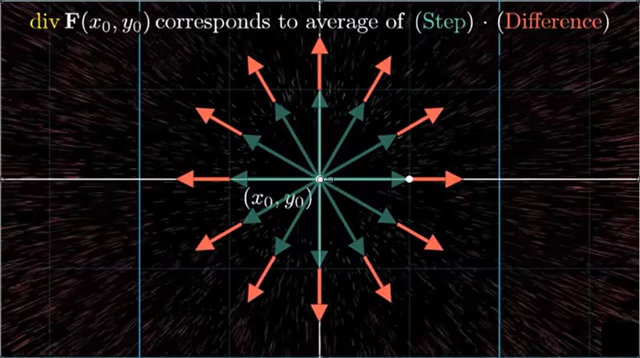 div F(x₀, y₀) corresponds to average of (Step) · (Difference)
(x₀, y₀)